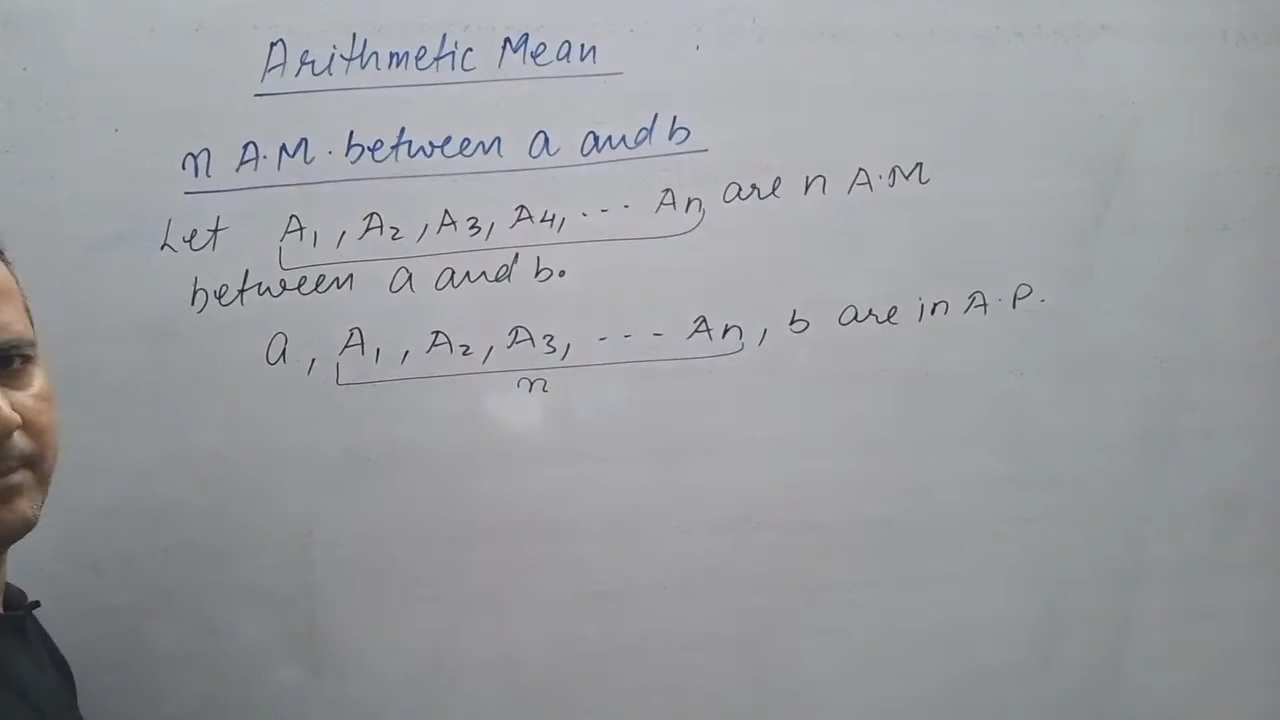 Arithmetic Mean
n A.M. between a and b
Let A₁, A₂, A₃, A₄, ... Aₙ are n A.M
between a and b.
a, A₁, A₂, A₃, --- Aₙ, b are in A.P.
n